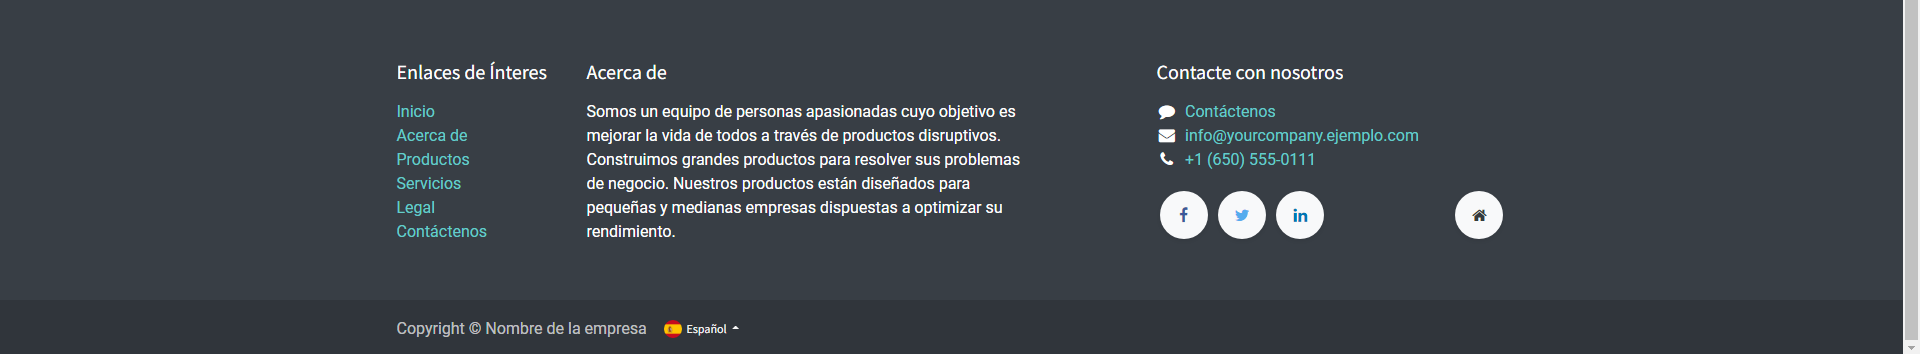 Enlaces de Ínteres
Inicio
Acerca de
Productos
Servicios
Legal
Contáctenos
Acerca de
Somos un equipo de personas apasionadas cuyo objetivo es
mejorar la vida de todos a través de productos disruptivos.
Construimos grandes productos para resolver sus problemas
de negocio. Nuestros productos están diseñados para
pequeñas y medianas empresas dispuestas a optimizar su
rendimiento.
Contacte con nosotros
Contáctenos
info@yourcompany.ejemplo.com
+1 (650) 555-0111
Copyright © Nombre de la empresa Español